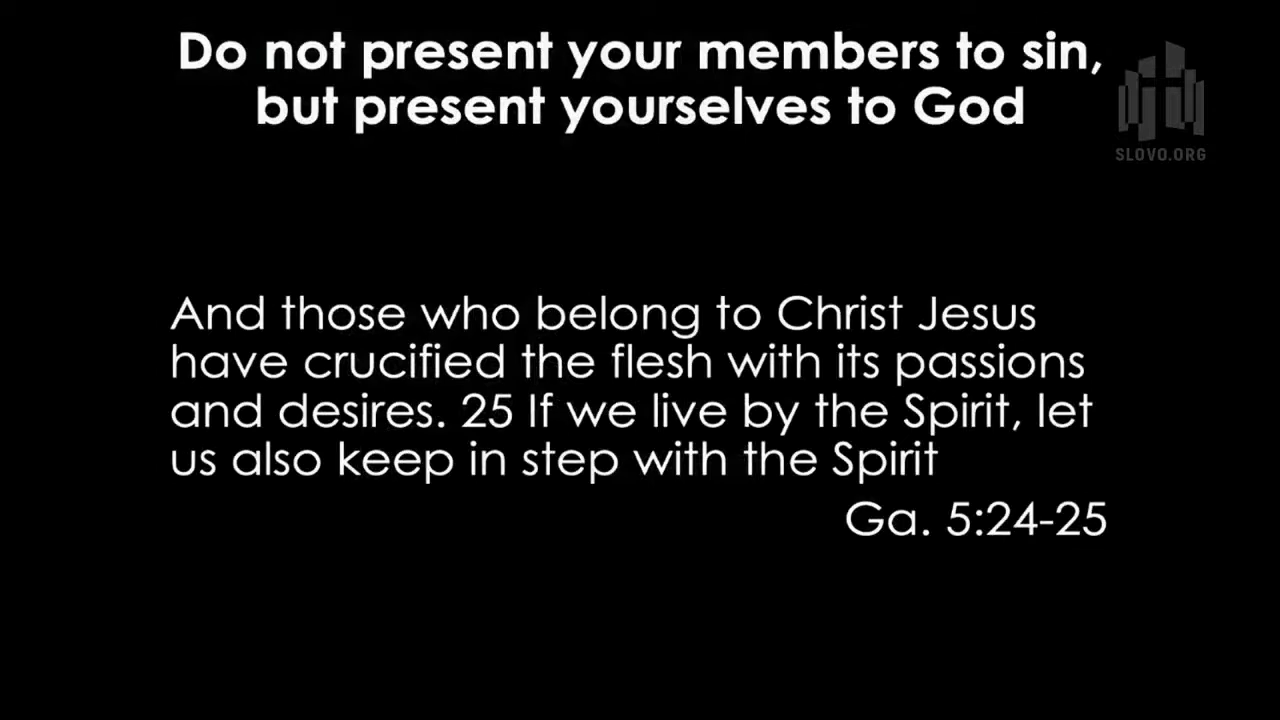 Do not present your members to sin,
but present yourselves to God
SLOVO.ORG
And those who belong to Christ Jesus
have crucified the flesh with its passions
and desires. 25 If we live by the Spirit, let
us also keep in step with the Spirit
Ga. 5:24-25